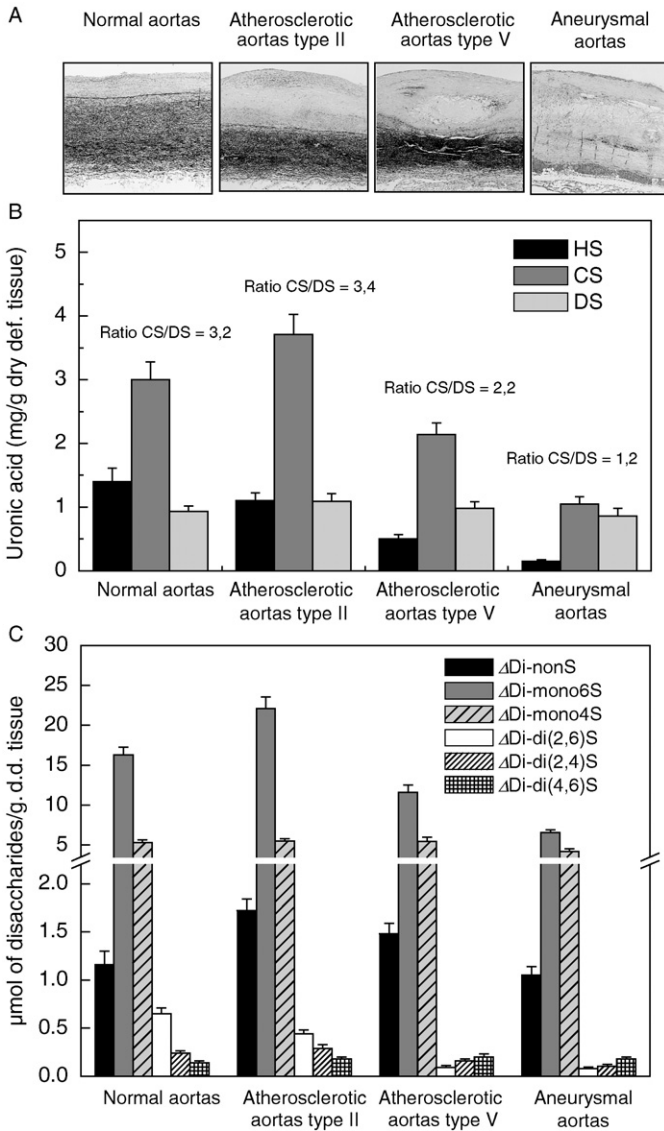 A
Normal aortas
Atherosclerotic
aortas type II
Atherosclerotic
aortas type V
Aneurysmal
aortas
B
Uronic acid (mg/g dry def. tissue)
5
4
3
2
1
0
HS
CS
DS
Ratio CS/DS = 3,2
Ratio CS/DS = 3,4
Ratio CS/DS = 2,2
Ratio CS/DS = 1,2
Normal aortas
Atherosclerotic
aortas type II
Atherosclerotic
aortas type V
Aneurysmal
aortas
C
μmol of disaccharides/g. d.d. tissue
30
25
20
15
10
5
2.0
1.5
1.0
0.5
0.0
ΔDi-nonS
ΔDi-mono6S
ΔDi-mono4S
ΔDi-di(2,6)S
ΔDi-di(2,4)S
ΔDi-di(4,6)S
Normal aortas
Atherosclerotic
aortas type II
Atherosclerotic
aortas type V
Aneurysmal
aortas